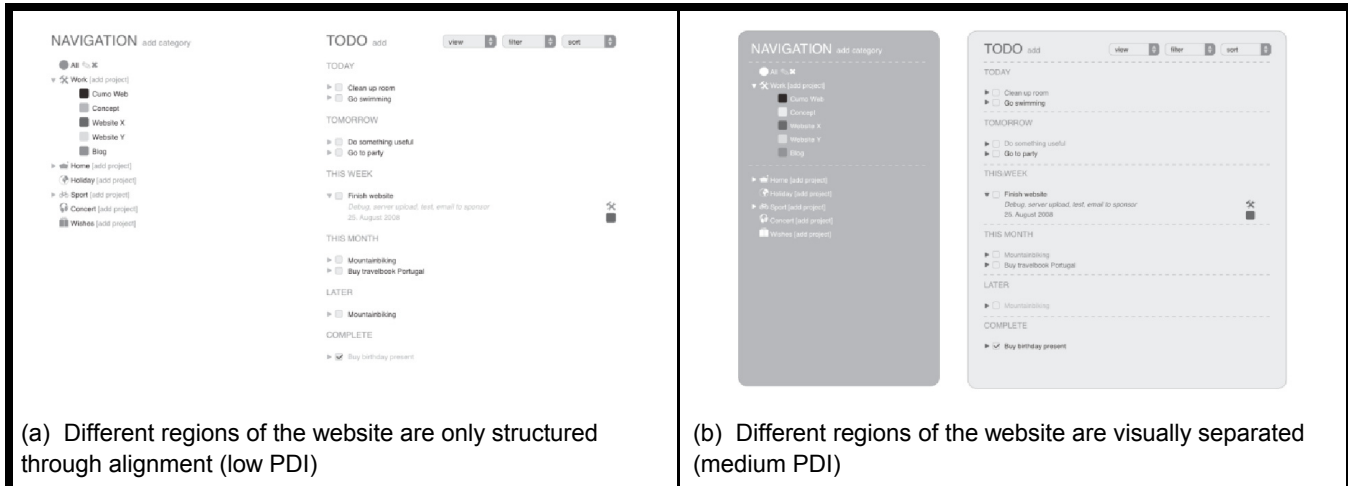 NAVIGATION add category
All
Work [add project]
Cumo Web
Concept
Website X
Website Y
Blog
Home [add project]
Holiday [add project]
Sport [add project]
Concert [add project]
Wishes [add project]
TODO add view filter sort
TODAY
Clean up room
Go swimming
TOMORROW
Do something useful
Go to party
THIS WEEK
Finish website
Debug, server upload, test, email to sponsor
25. August 2008
THIS MONTH
Mountainbiking
Buy travelbook Portugal
LATER
Mountainbiking
COMPLETE
Buy birthday present
(a) Different regions of the website are only structured
through alignment (low PDI)
NAVIGATION add category
All
Work [add project]
Cumo Web
Concept
Website X
Website Y
Blog
Home [add project]
Holiday [add project]
Sport [add project]
Concert [add project]
Wishes [add project]
TODO add view filter sort
TODAY
Clean up room
Go swimming
TOMORROW
Do something useful
Go to party
THIS WEEK
Finish website
Debug, server upload, test, email to sponsor
25. August 2008
THIS MONTH
Mountainbiking
Buy travelbook Portugal
LATER
Mountainbiking
COMPLETE
Buy birthday present
(b) Different regions of the website are visually separated
(medium PDI)